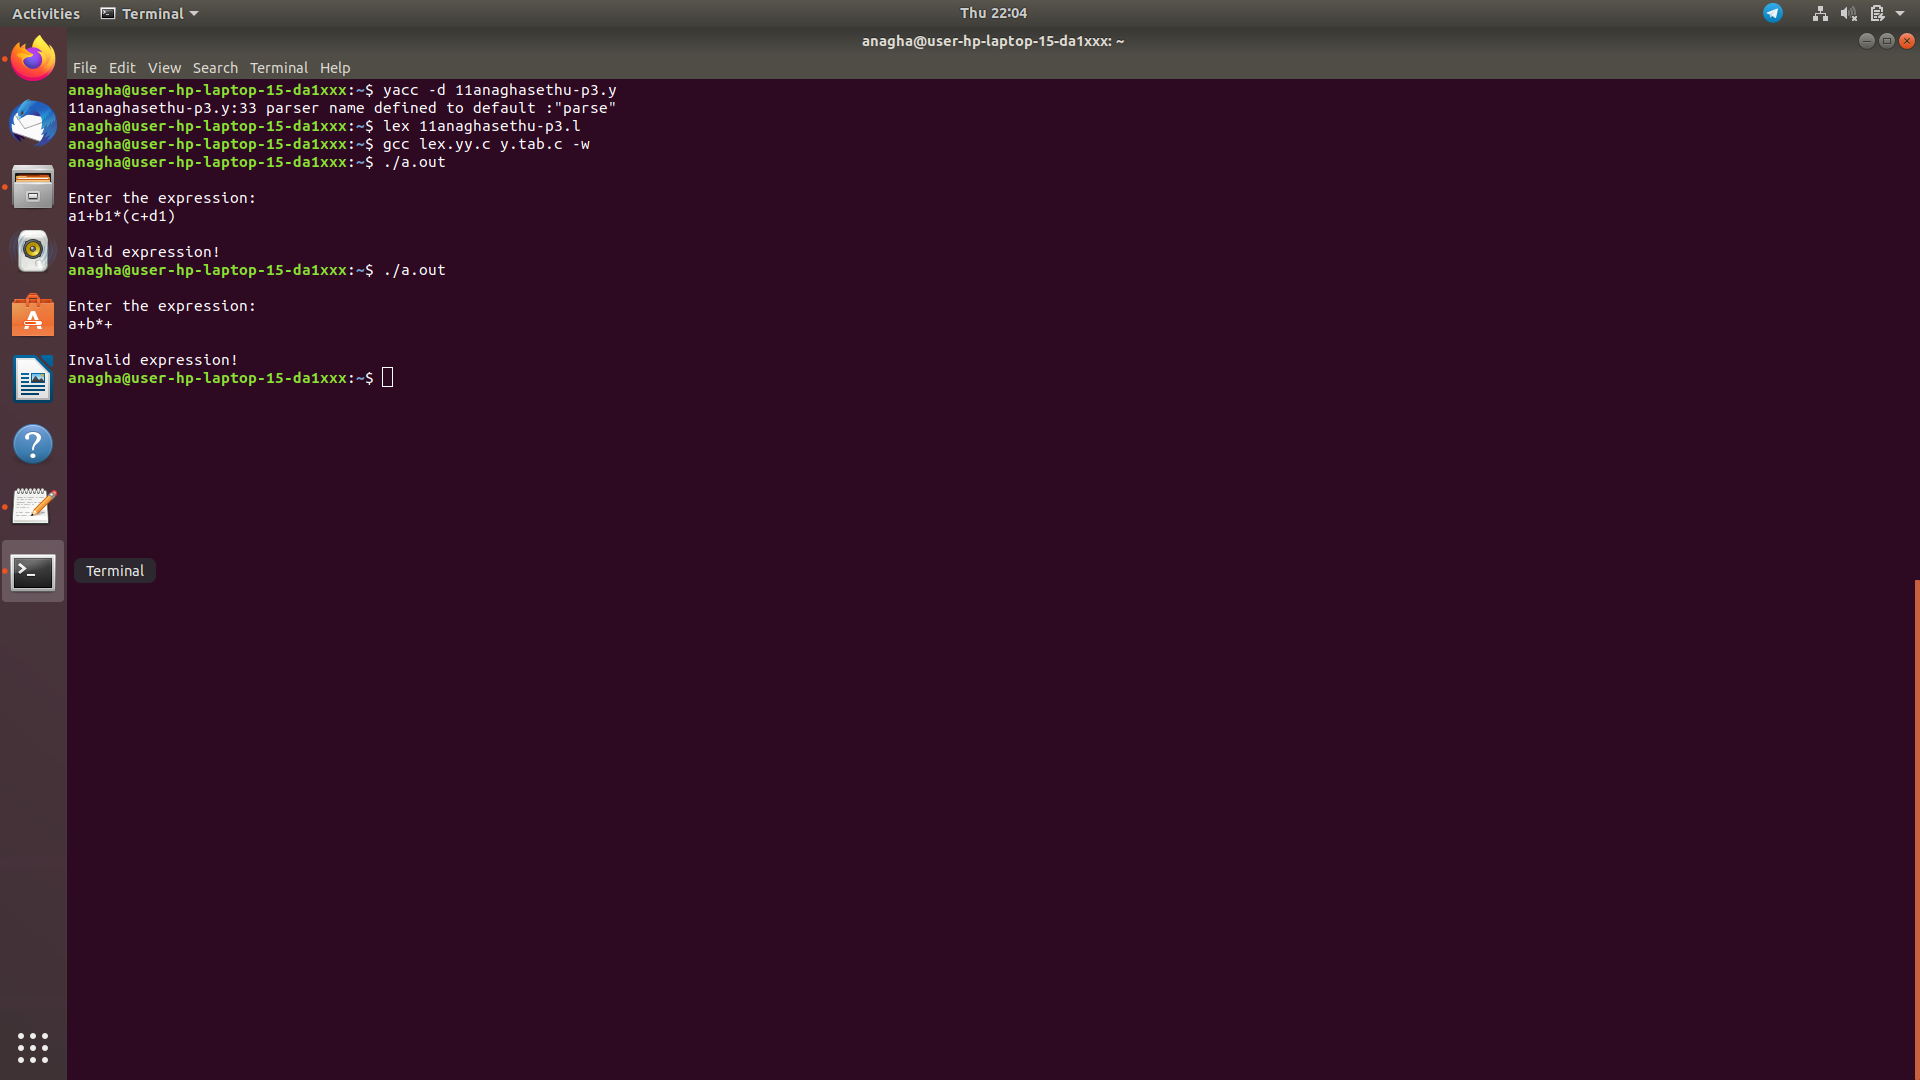 Activities Terminal Thu 22:04
anagha@user-hp-laptop-15-da1xxx: ~
File Edit View Search Terminal Help
anagha@user-hp-laptop-15-da1xxx:~$ yacc -d 11anaghasethu-p3.y
11anaghasethu-p3.y:33 parser name defined to default :"parse"
anagha@user-hp-laptop-15-da1xxx:~$ lex 11anaghasethu-p3.l
anagha@user-hp-laptop-15-da1xxx:~$ gcc lex.yy.c y.tab.c -w
anagha@user-hp-laptop-15-da1xxx:~$ ./a.out
Enter the expression:
a1+b1*(c+d1)
Valid expression!
anagha@user-hp-laptop-15-da1xxx:~$ ./a.out
Enter the expression:
a+b*+
Invalid expression!
anagha@user-hp-laptop-15-da1xxx:~$
Terminal